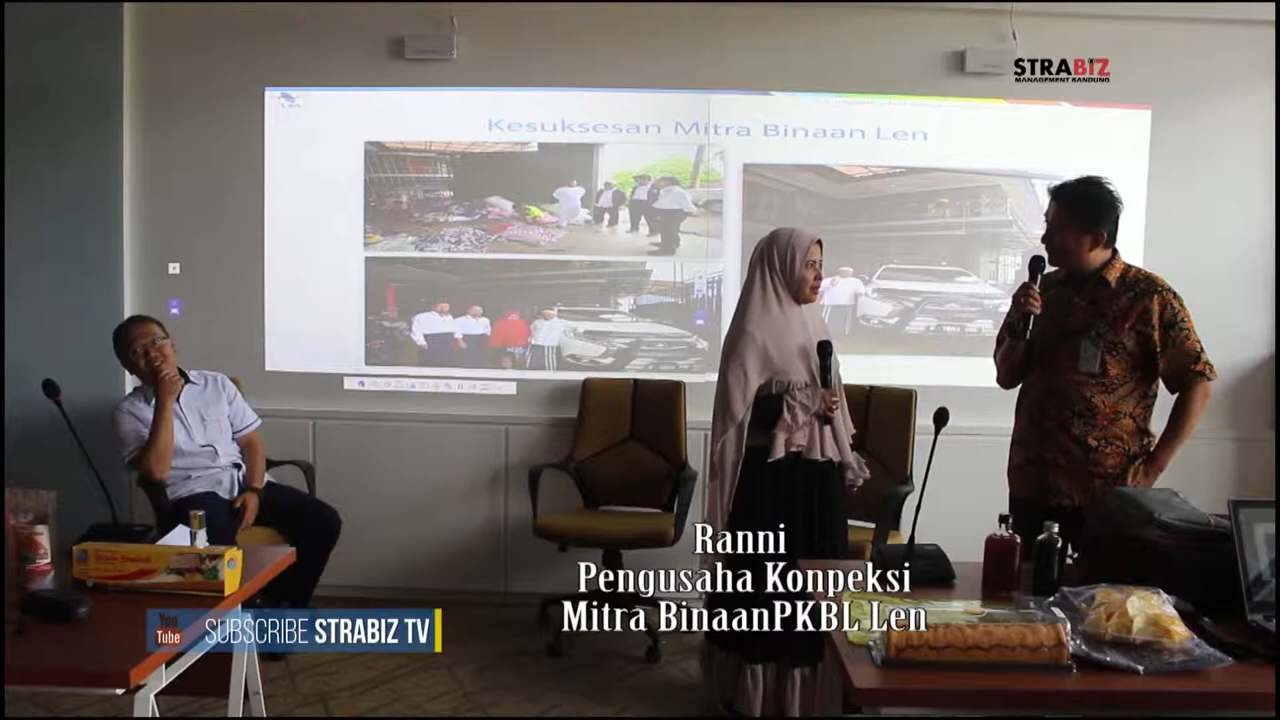 STRABIZ
MANAGEMENT BANDUNG
Kesuksesan Mitra Binaan Len
Ranni
Pengusaha Konpeksi
Mitra BinaanPKBL Len
You
Tube
SUBSCRIBE STRABIZ TV